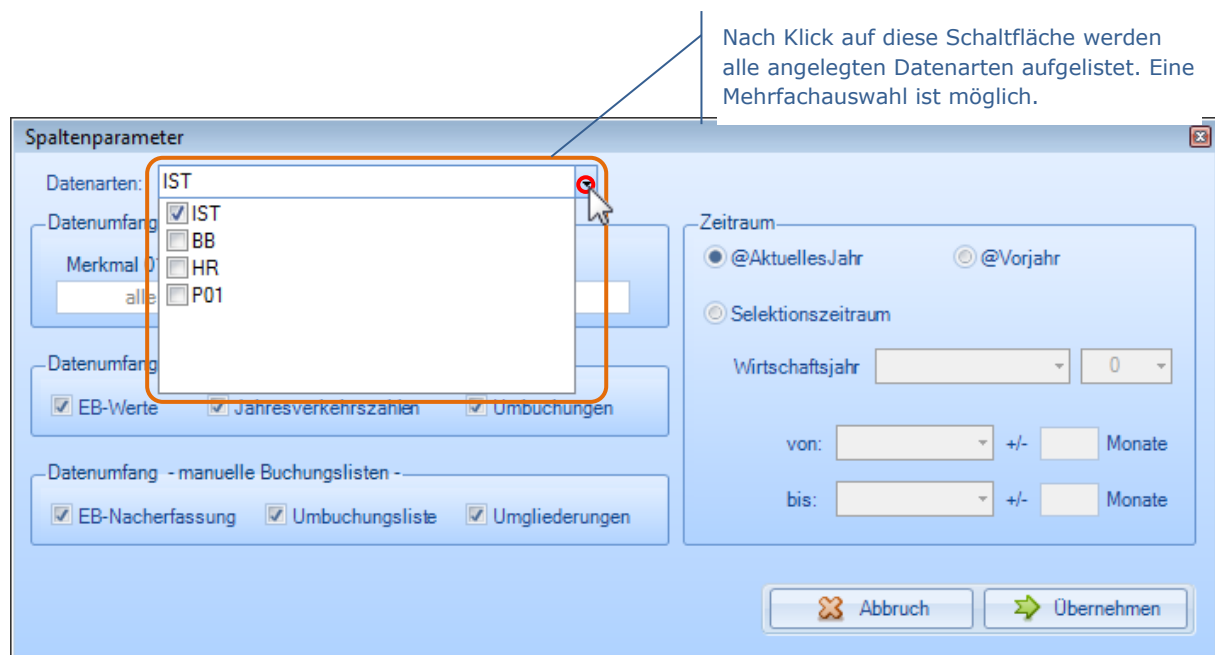 Nach Klick auf diese Schaltfläche werden
alle angelegten Datenarten aufgelistet. Eine
Mehrfachauswahl ist möglich.
Spaltenparameter
Datenarten: IST
IST
BB
HR
P01
Datenumfang
Merkmal 0
alle
Datenumfang
EB-Werte Jahresverkehrszahlen Umbuchungen
Datenumfang - manuelle Buchungslisten -
EB-Nacherfassung Umbuchungsliste Umgliederungen
Zeitraum
@AktuellesJahr @Vorjahr
Selektionszeitraum
Wirtschaftsjahr 0
von: +/- Monate
bis: +/- Monate
Abbruch Übernehmen